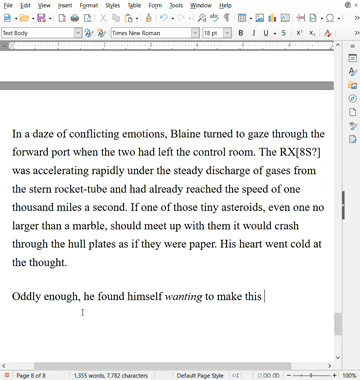 File Edit View Insert Format Styles Table Form Tools Window Help
Text Body Times New Roman 18 pt
In a daze of conflicting emotions, Blaine turned to gaze through the
forward port when the two had left the control room. The RX[8S?]
was accelerating rapidly under the steady discharge of gases from
the stern rocket-tube and had already reached the speed of one
thousand miles a second. If one of those tiny asteroids, even one no
larger than a marble, should meet up with them it would crash
through the hull plates as if they were paper. His heart went cold at
the thought.
Oddly enough, he found himself wanting to make this
Page 8 of 8 1,355 words, 7,782 characters Default Page Style 100%